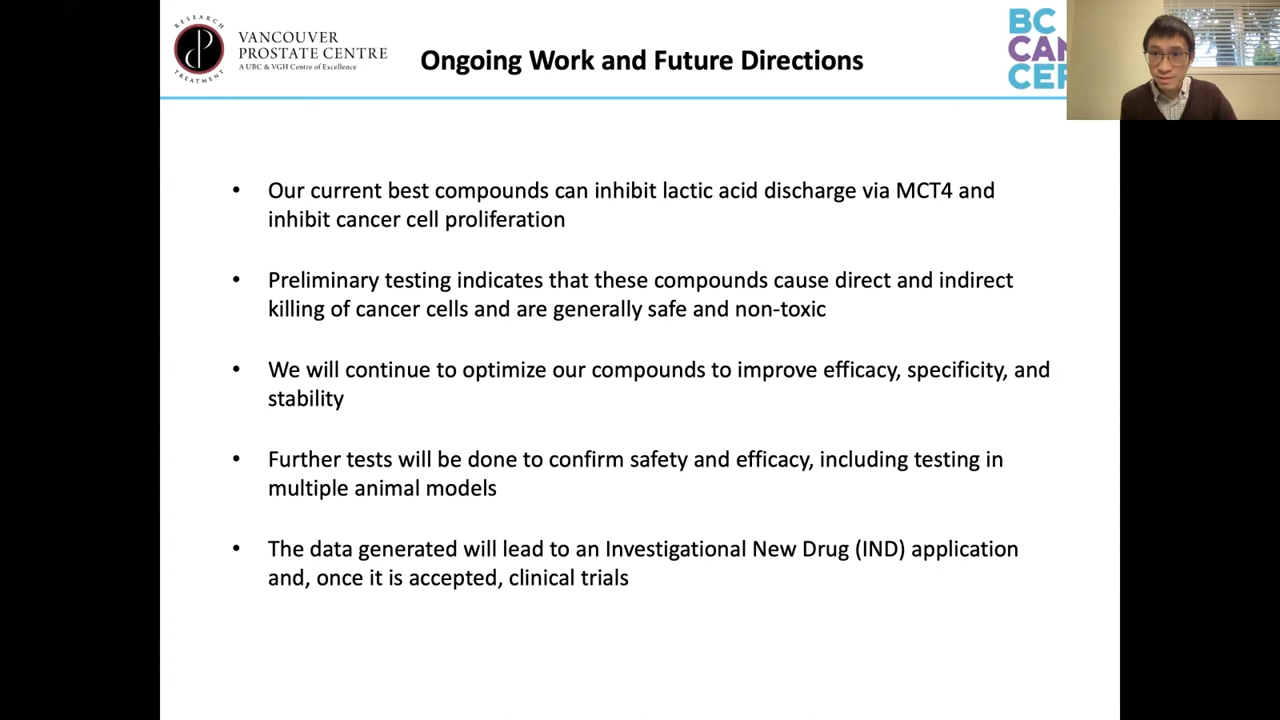 RESEARCH
TREATMENT
VANCOUVER
PROSTATE CENTRE
A UBC & VGH Centre of Excellence
Ongoing Work and Future Directions
BC
CAN
CER
• Our current best compounds can inhibit lactic acid discharge via MCT4 and
inhibit cancer cell proliferation
• Preliminary testing indicates that these compounds cause direct and indirect
killing of cancer cells and are generally safe and non-toxic
• We will continue to optimize our compounds to improve efficacy, specificity, and
stability
• Further tests will be done to confirm safety and efficacy, including testing in
multiple animal models
• The data generated will lead to an Investigational New Drug (IND) application
and, once it is accepted, clinical trials